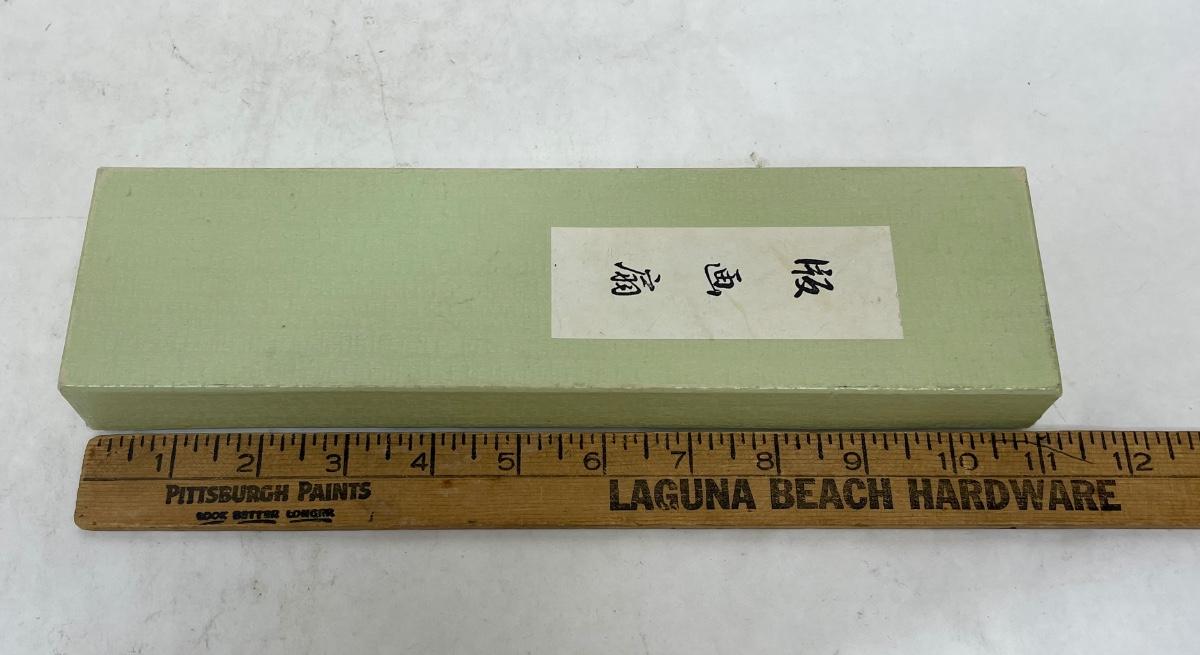 版画扇
1 2 3 4 5 6 7 8 9 10 11 12
PITTSBURGH PAINTS
LOOK BETTER LONGER
LAGUNA BEACH HARDWARE